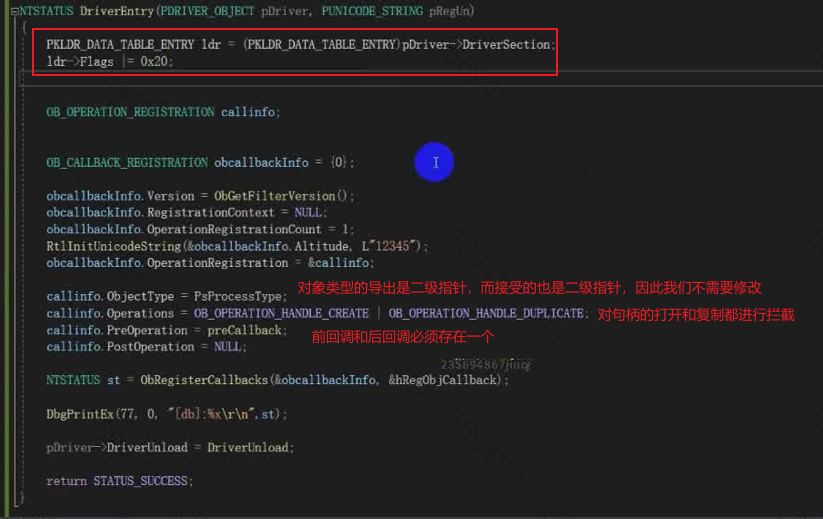 NTSTATUS DriverEntry(PDRIVER_OBJECT pDriver, PUNICODE_STRING pRegUn)
{
PKLDR_DATA_TABLE_ENTRY ldr = (PKLDR_DATA_TABLE_ENTRY)pDriver->DriverSection;
ldr->Flags |= 0x20;
OB_OPERATION_REGISTRATION callinfo;
OB_CALLBACK_REGISTRATION obcallbackInfo = {0};
obcallbackInfo.Version = ObGetFilterVersion();
obcallbackInfo.RegistrationContext = NULL;
obcallbackInfo.OperationRegistrationCount = 1;
RtlInitUnicodeString(&obcallbackInfo.Altitude, L"12345");
obcallbackInfo.OperationRegistration = &callinfo;
callinfo.ObjectType = PsProcessType; 对象类型的导出是二级指针，而接受的也是二级指针，因此我们不需要修改
callinfo.Operations = OB_OPERATION_HANDLE_CREATE | OB_OPERATION_HANDLE_DUPLICATE; 对句柄的打开和复制都进行拦截
callinfo.PreOperation = preCallback; 前回调和后回调必须存在一个
callinfo.PostOperation = NULL;
NTSTATUS st = ObRegisterCallbacks(&obcallbackInfo, &hRegObjCallback);
DbgPrintEx(77, 0, "[db]:%x\r\n",st);
pDriver->DriverUnload = DriverUnload;
return STATUS_SUCCESS;
}